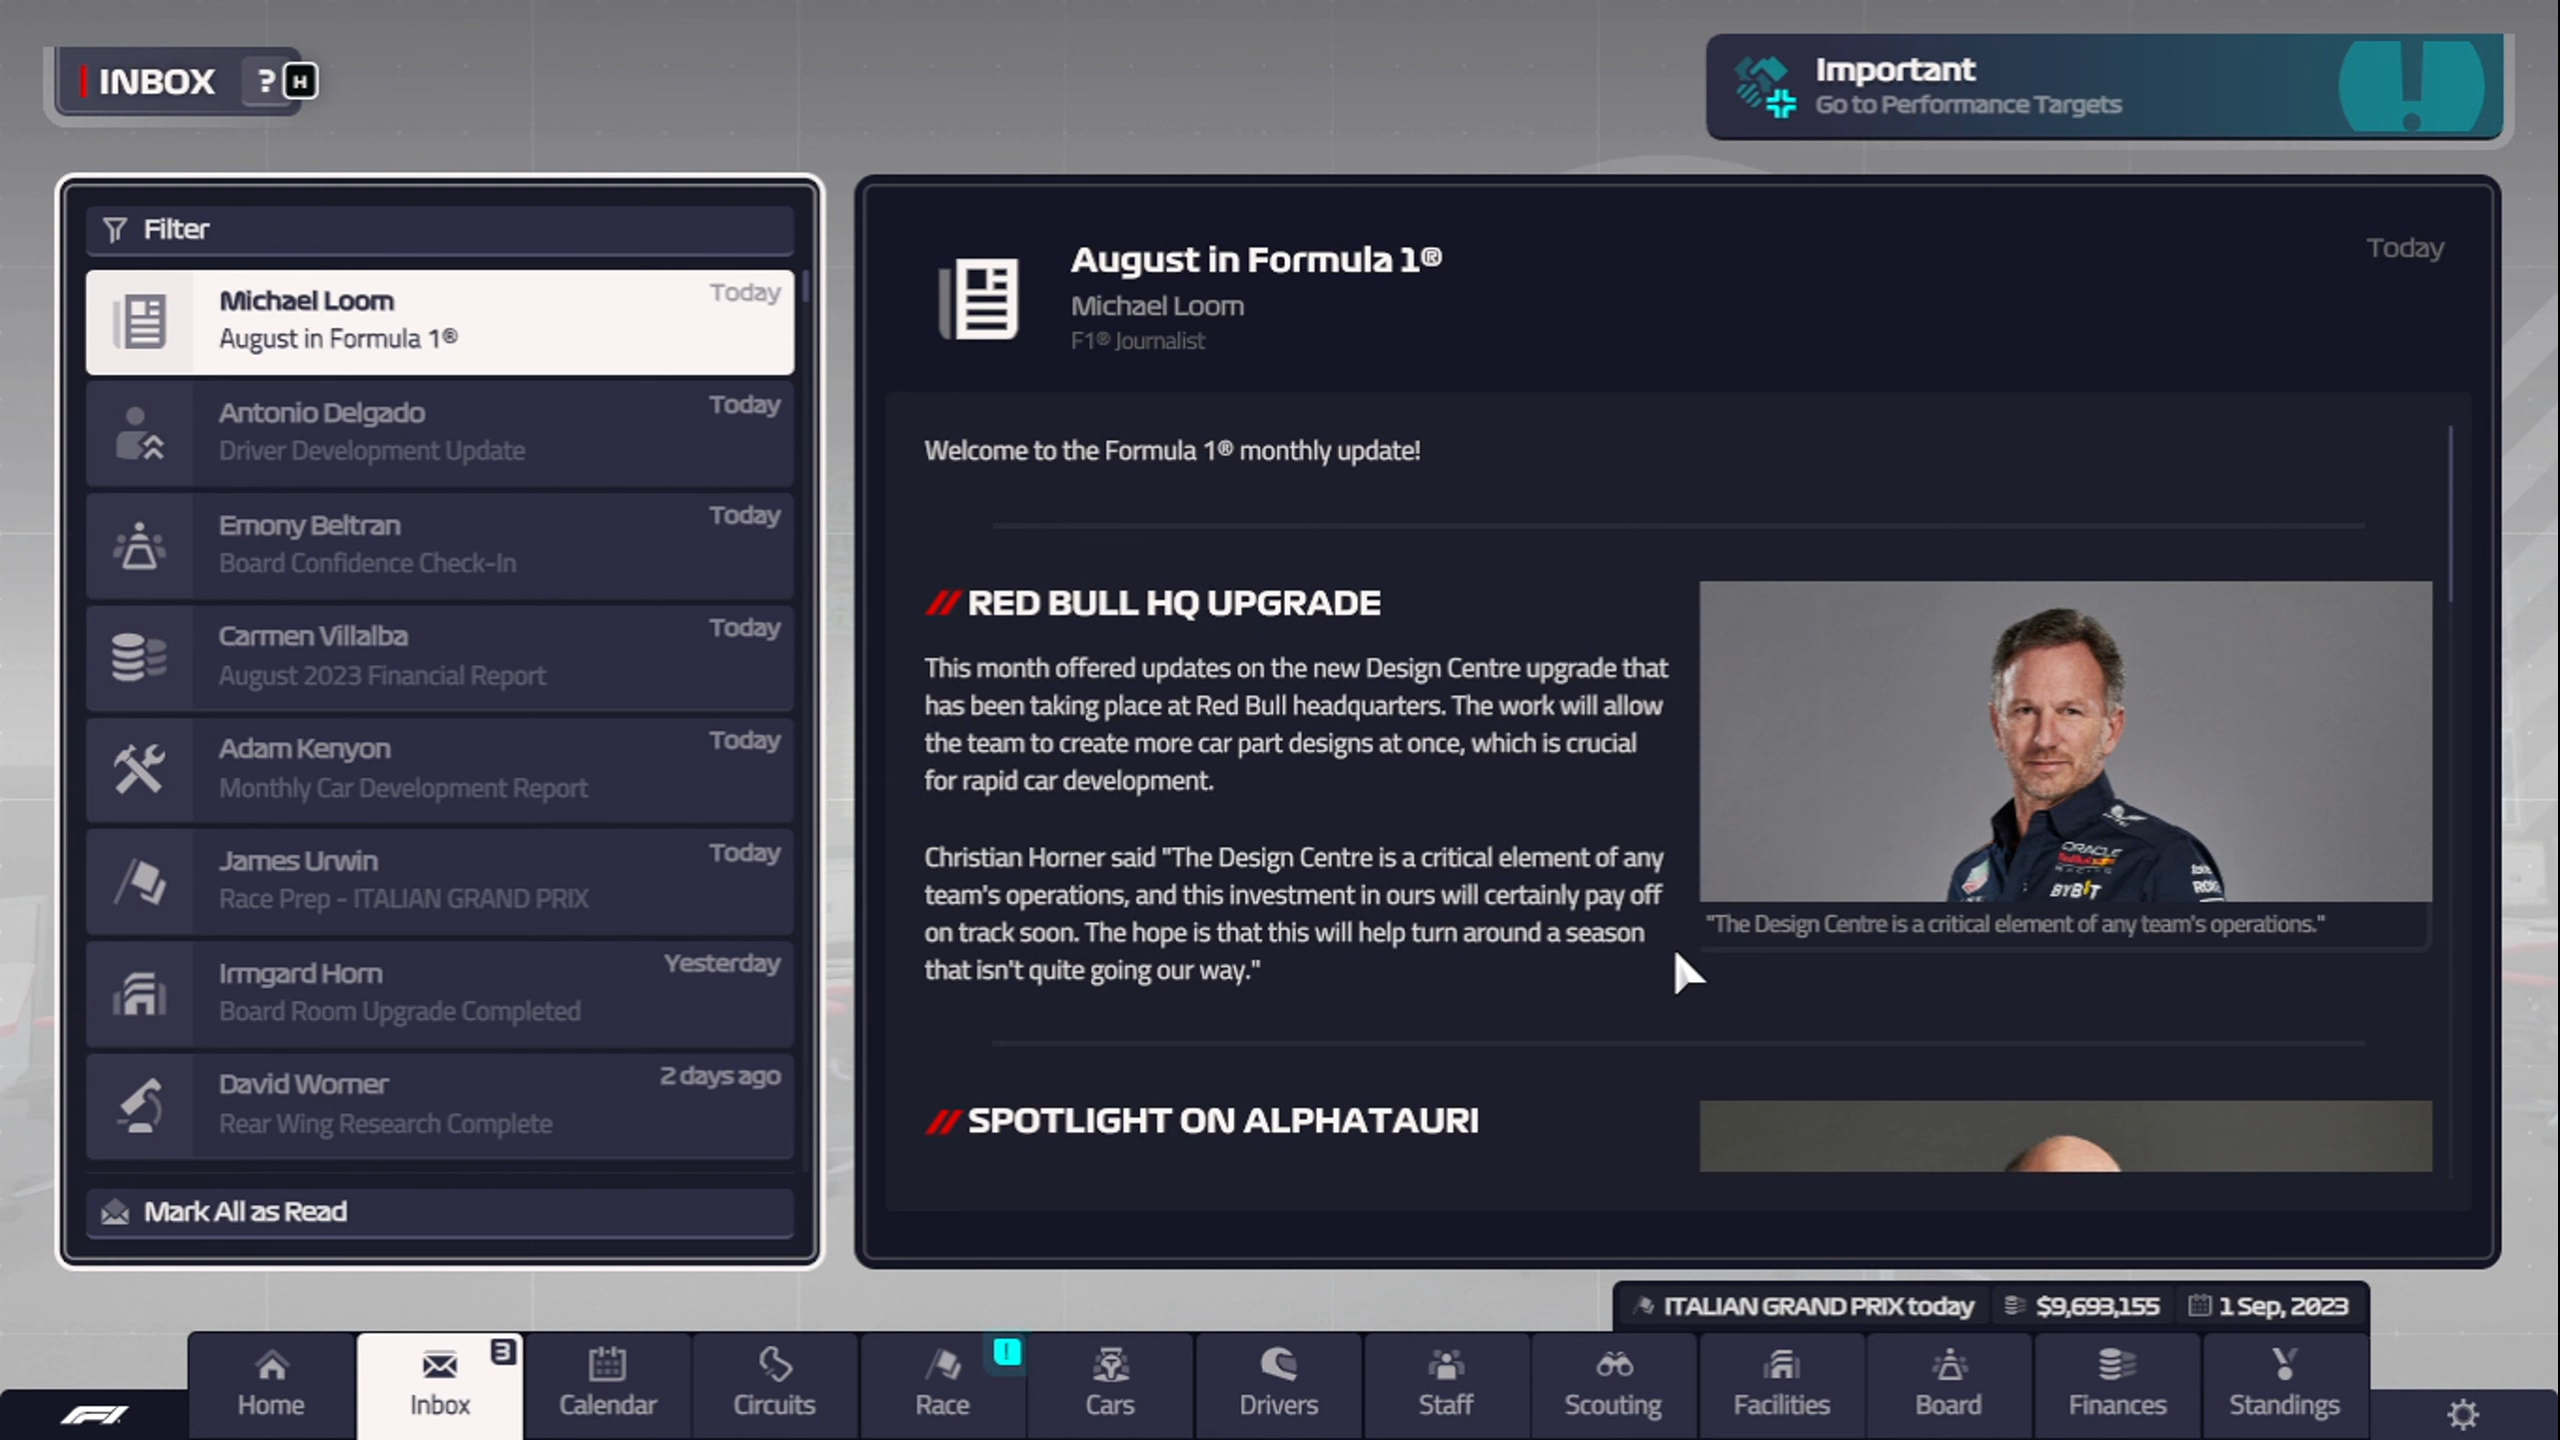 INBOX ? H
Important
Go to Performance Targets
Filter
Michael Loom
Today
August in Formula 1®
Antonio Delgado
Today
Driver Development Update
Emony Beltran
Today
Board Confidence Check-In
Carmen Villalba
Today
August 2023 Financial Report
Adam Kenyon
Today
Monthly Car Development Report
James Urwin
Today
Race Prep - ITALIAN GRAND PRIX
Irmgard Horn
Yesterday
Board Room Upgrade Completed
David Worner
2 days ago
Rear Wing Research Complete
Mark All as Read
August in Formula 1®
Today
Michael Loom
F1® Journalist
Welcome to the Formula 1® monthly update!
// RED BULL HQ UPGRADE
This month offered updates on the new Design Centre upgrade that
has been taking place at Red Bull headquarters. The work will allow
the team to create more car part designs at once, which is crucial
for rapid car development.
Christian Horner said "The Design Centre is a critical element of any
team's operations, and this investment in ours will certainly pay off
on track soon. The hope is that this will help turn around a season
that isn't quite going our way."
ORACLE
Red Bull
RACING
BYBIT
"The Design Centre is a critical element of any team's operations."
// SPOTLIGHT ON ALPHATAURI
ITALIAN GRAND PRIX today
$9,693,155
1 Sep, 2023
F1
Home
3
Inbox
Calendar
Circuits
!
Race
Cars
Drivers
Staff
Scouting
Facilities
Board
Finances
Standings